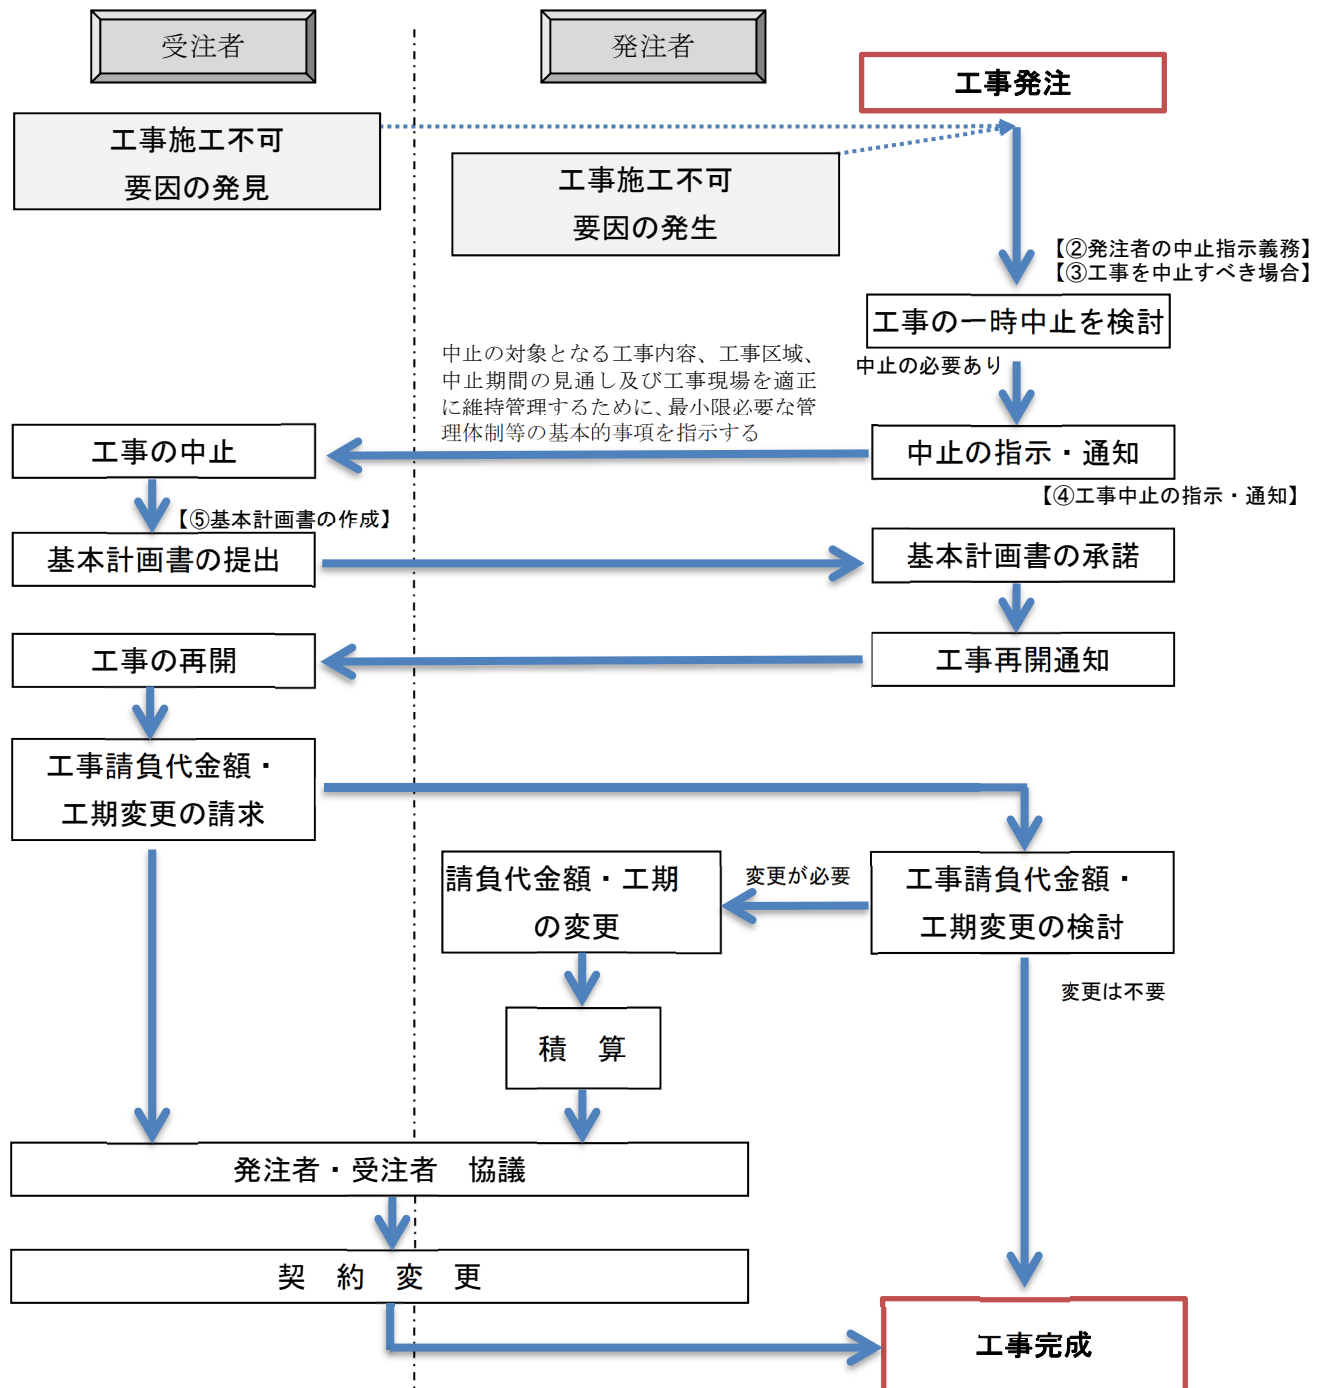 受注者
発注者
工事発注
工事施工不可
要因の発見
工事施工不可
要因の発生
【②発注者の中止指示義務】
【③工事を中止すべき場合】
工事の一時中止を検討
中止の必要あり
中止の対象となる工事内容、工事区域、
中止期間の見通し及び工事現場を適正
に維持管理するために、最小限必要な管
理体制等の基本的事項を指示する
工事の中止
中止の指示・通知
【④工事中止の指示・通知】
【⑤基本計画書の作成】
基本計画書の提出
基本計画書の承諾
工事の再開
工事再開通知
工事請負代金額・
工期変更の請求
請負代金額・工期
の変更
変更が必要
工事請負代金額・
工期変更の検討
変更は不要
積　算
発注者・受注者　協議
契　約　変　更
工事完成